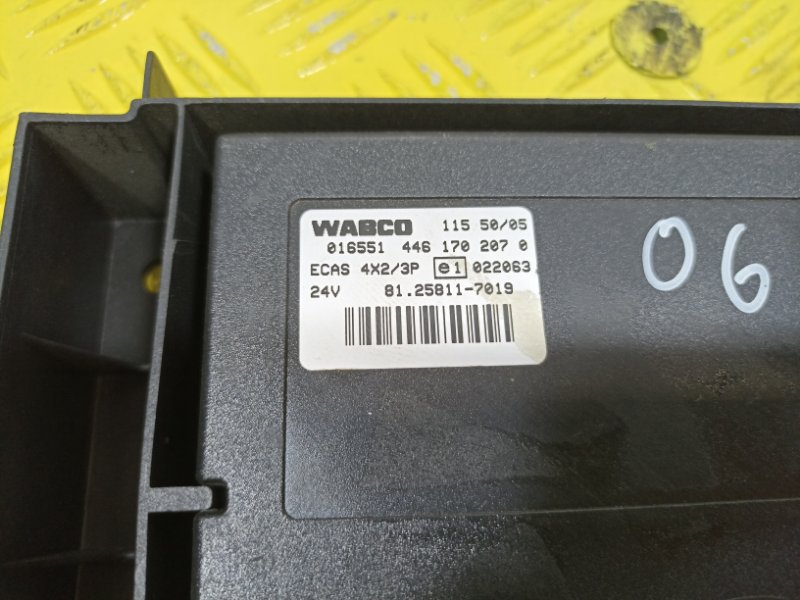 WABCO 115 50/05
016551 446 170 207 0
ECAS 4X2/3P e1 022063
24V 81.25811-7019
06